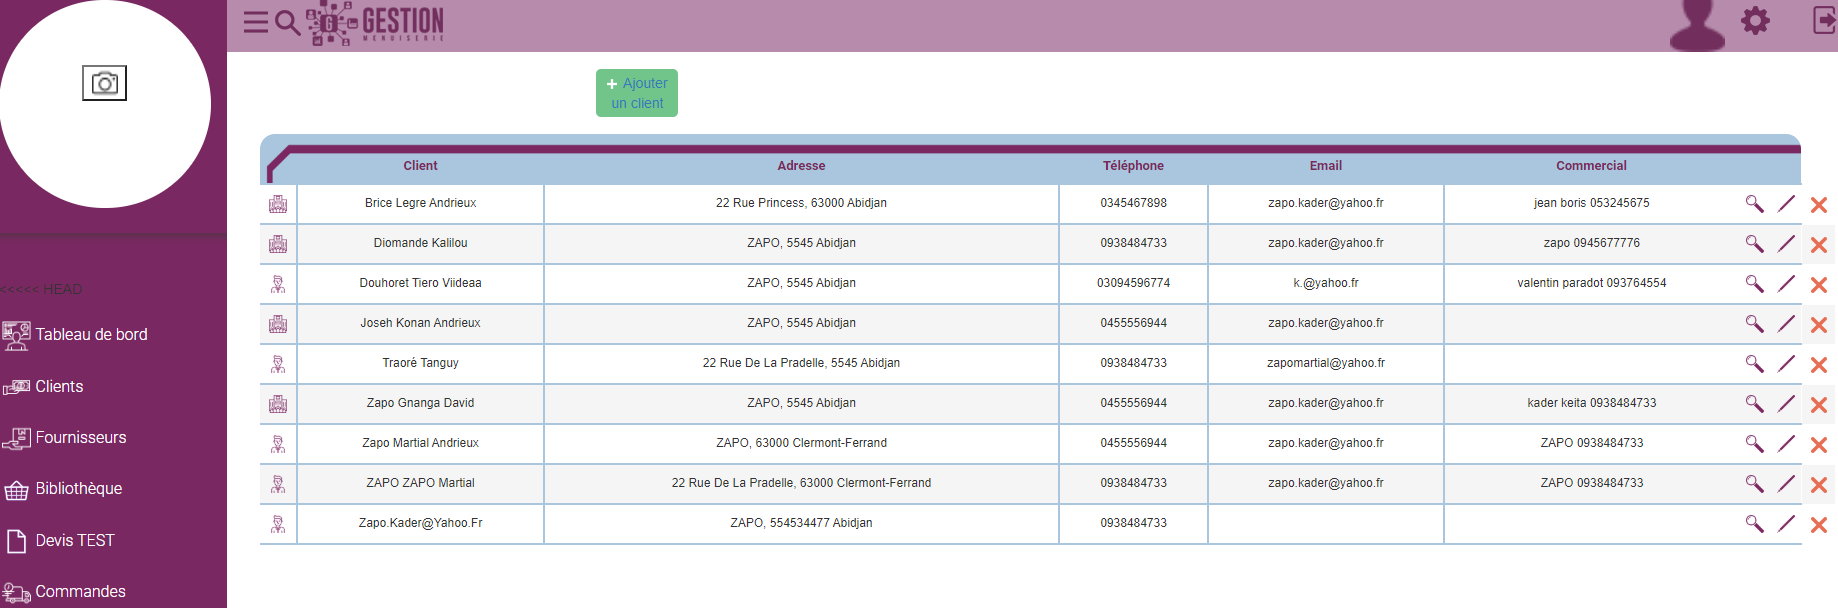 GESTION
MENUISERIE
<<<<< HEAD
Tableau de bord
Clients
Fournisseurs
Bibliothèque
Devis TEST
Commandes
+ Ajouter
un client
Client Adresse Téléphone Email Commercial
Brice Legre Andrieux 22 Rue Princess, 63000 Abidjan 0345467898 zapo.kader@yahoo.fr jean boris 053245675
Diomande Kalilou ZAPO, 5545 Abidjan 0938484733 zapo.kader@yahoo.fr zapo 0945677776
Douhoret Tiero Viideaa ZAPO, 5545 Abidjan 03094596774 k.@yahoo.fr valentin paradot 093764554
Joseh Konan Andrieux ZAPO, 5545 Abidjan 0455556944 zapo.kader@yahoo.fr
Traoré Tanguy 22 Rue De La Pradelle, 5545 Abidjan 0938484733 zapomartial@yahoo.fr
Zapo Gnanga David ZAPO, 5545 Abidjan 0455556944 zapo.kader@yahoo.fr kader keita 0938484733
Zapo Martial Andrieux ZAPO, 63000 Clermont-Ferrand 0455556944 zapo.kader@yahoo.fr ZAPO 0938484733
ZAPO ZAPO Martial 22 Rue De La Pradelle, 63000 Clermont-Ferrand 0938484733 zapo.kader@yahoo.fr ZAPO 0938484733
Zapo.Kader@Yahoo.Fr ZAPO, 554534477 Abidjan 0938484733